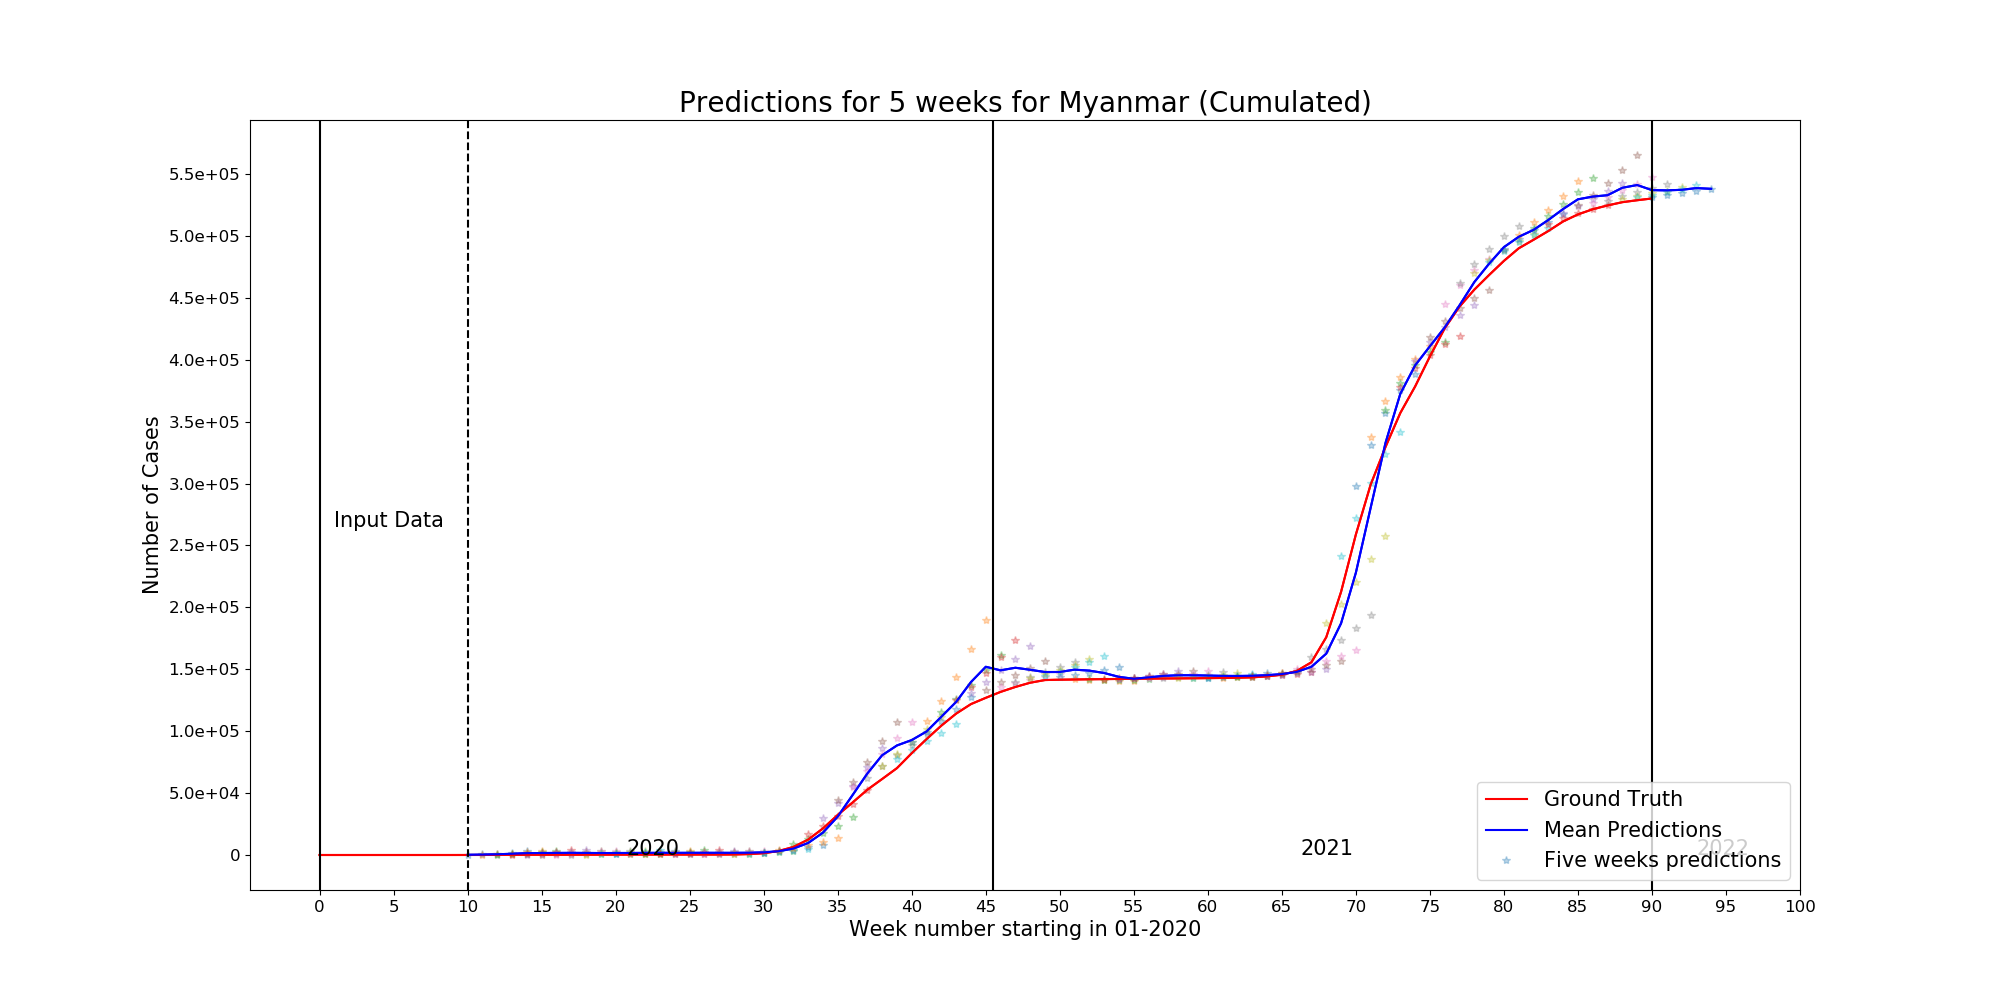 Predictions for 5 weeks for Myanmar (Cumulated)
5.5e+05
5.0e+05
4.5e+05
4.0e+05
3.5e+05
3.0e+05
2.5e+05
2.0e+05
1.5e+05
1.0e+05
5.0e+04
0
Number of Cases
Input Data
2020
2021
2022
Ground Truth
Mean Predictions
Five weeks predictions
0 5 10 15 20 25 30 35 40 45 50 55 60 65 70 75 80 85 90 95 100
Week number starting in 01-2020